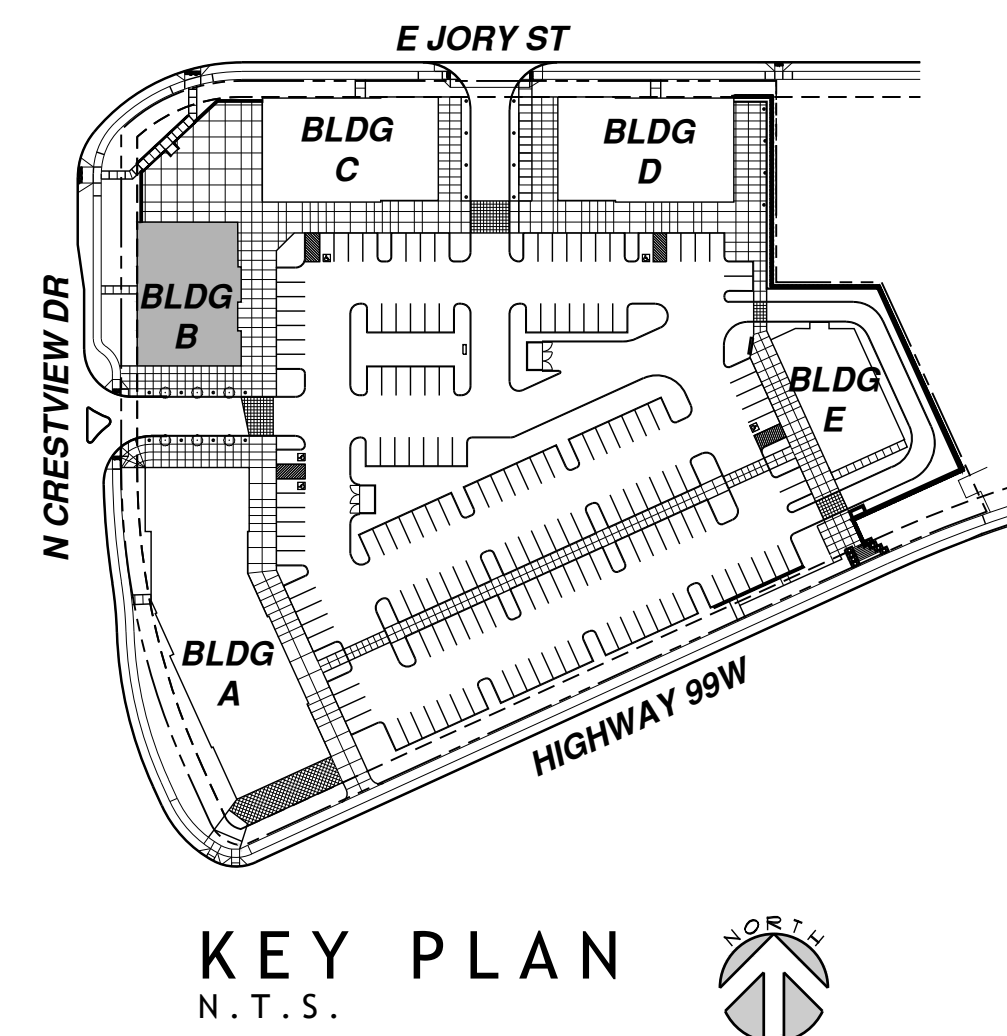 E JORY ST
BLDG
C
BLDG
D
N CRESTVIEW DR
BLDG
B
BLDG
E
BLDG
A
HIGHWAY 99W
KEY PLAN
N.T.S.
NORTH